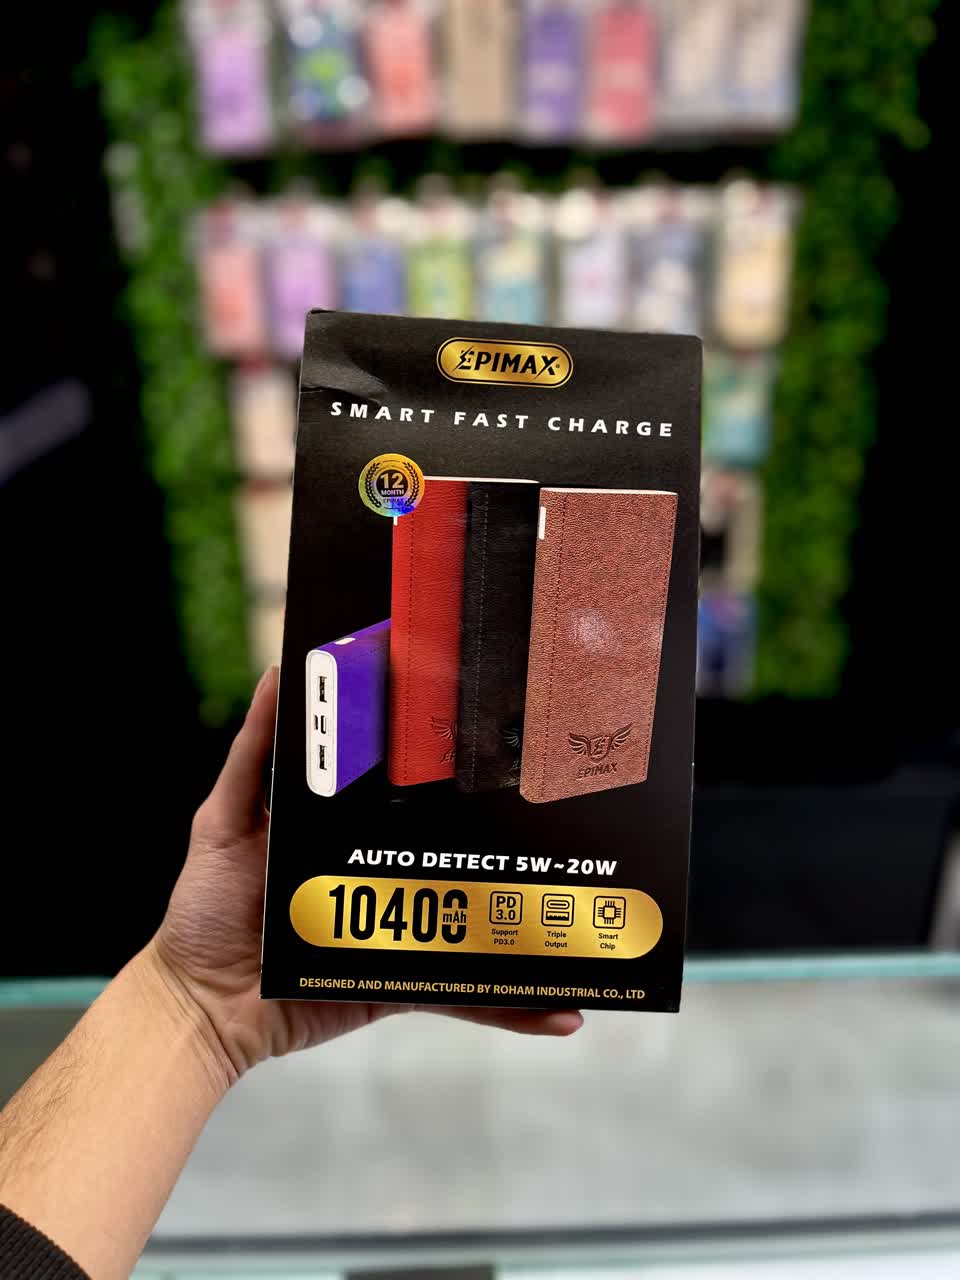 EPIMAX
SMART FAST CHARGE
12
MONTH
EPIMAX
AUTO DETECT 5W~20W
10400 mAh
PD
3.0
Support
PD3.0
Triple
Output
Smart
Chip
DESIGNED AND MANUFACTURED BY ROHAM INDUSTRIAL CO., LTD